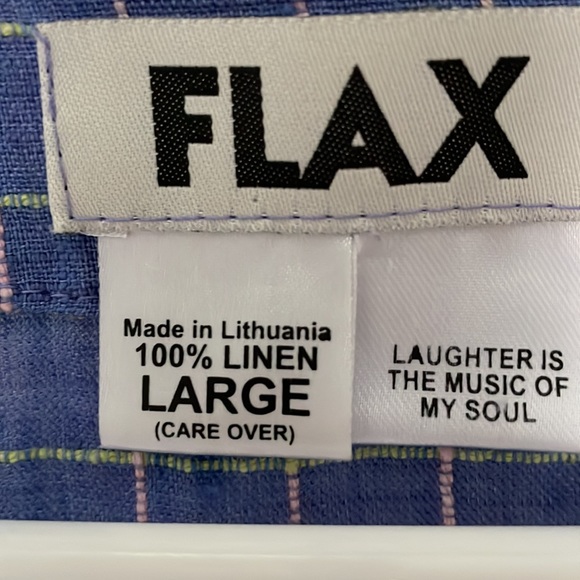 FLAX
Made in Lithuania
100% LINEN
LARGE
(CARE OVER)
LAUGHTER IS
THE MUSIC OF
MY SOUL